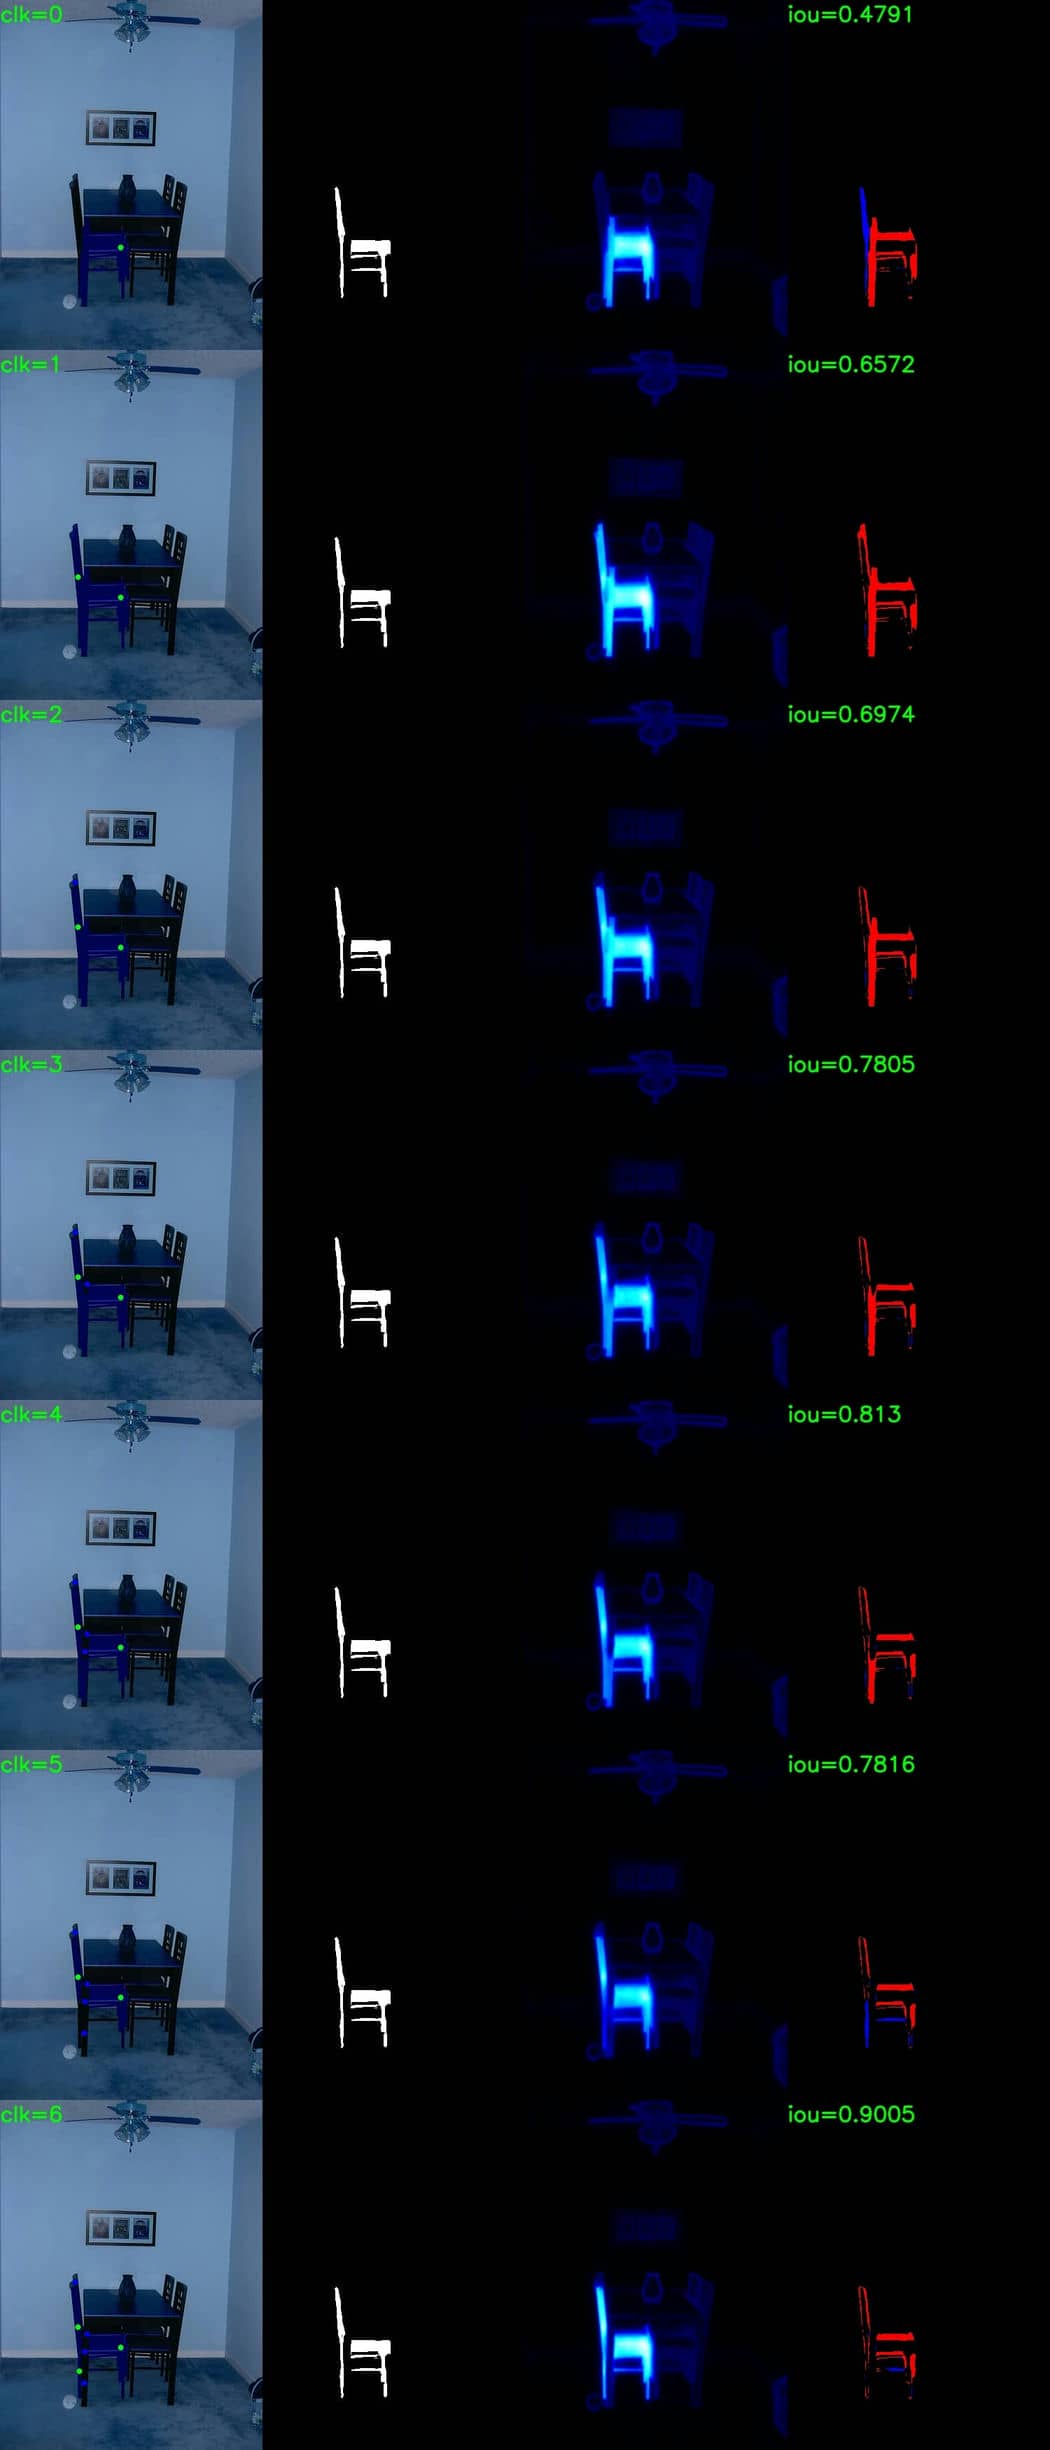 clk=0 iou=0.4791
clk=1 iou=0.6572
clk=2 iou=0.6974
clk=3 iou=0.7805
clk=4 iou=0.813
clk=5 iou=0.7816
clk=6 iou=0.9005